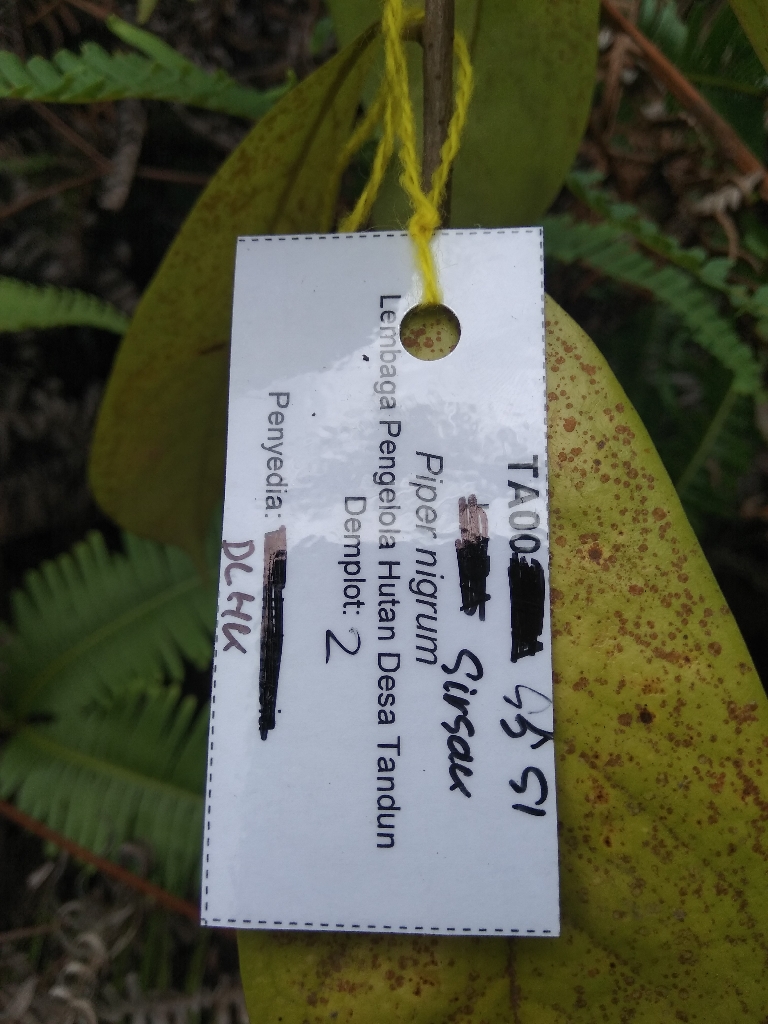 TA00
Sirsak
Piper nigrum
Lembaga Pengelola Hutan Desa Tandun
Demplot: 2
Penyedia:
DLHK